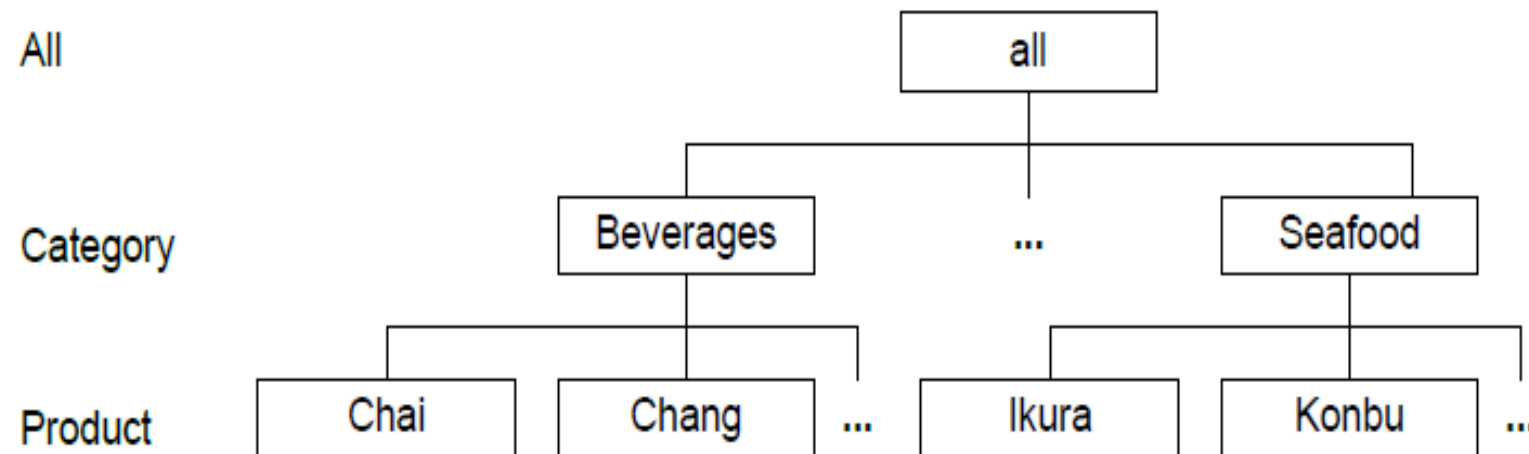 All all
Category Beverages ... Seafood
Product Chai Chang ... Ikura Konbu ...